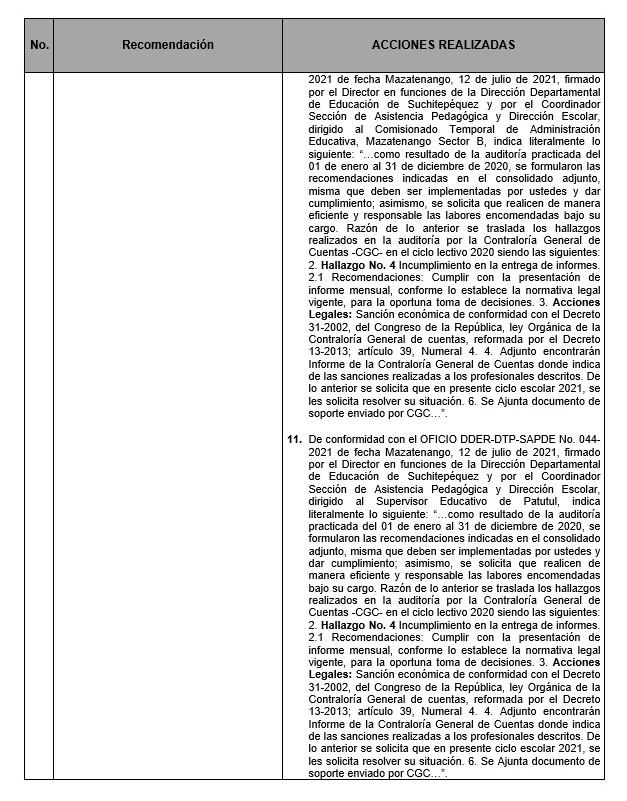 No.
Recomendación
ACCIONES REALIZADAS
2021 de fecha Mazatenango, 12 de julio de 2021, firmado
por el Director en funciones de la Dirección Departamental
de Educación de Suchitepéquez y por el Coordinador
Sección de Asistencia Pedagógica y Dirección Escolar,
dirigido al Comisionado Temporal de Administración
Educativa, Mazatenango Sector B, indica literalmente lo
siguiente: “…como resultado de la auditoría practicada del
01 de enero al 31 de diciembre de 2020, se formularon las
recomendaciones indicadas en el consolidado adjunto,
misma que deben ser implementadas por ustedes y dar
cumplimiento; asimismo, se solicita que realicen de manera
eficiente y responsable las labores encomendadas bajo su
cargo. Razón de lo anterior se traslada los hallazgos
realizados en la auditoría por la Contraloría General de
Cuentas -CGC- en el ciclo lectivo 2020 siendo las siguientes:
2. Hallazgo No. 4 Incumplimiento en la entrega de informes.
2.1 Recomendaciones: Cumplir con la presentación de
informe mensual, conforme lo establece la normativa legal
vigente, para la oportuna toma de decisiones. 3. Acciones
Legales: Sanción económica de conformidad con el Decreto
31-2002, del Congreso de la República, ley Orgánica de la
Contraloría General de cuentas, reformada por el Decreto
13-2013; artículo 39, Numeral 4. 4. Adjunto encontrarán
Informe de la Contraloría General de Cuentas donde indica
de las sanciones realizadas a los profesionales descritos. De
lo anterior se solicita que en presente ciclo escolar 2021, se
les solicita resolver su situación. 6. Se Ajunta documento de
soporte enviado por CGC…”.
11. De conformidad con el OFICIO DDER-DTP-SAPDE No. 044-
2021 de fecha Mazatenango, 12 de julio de 2021, firmado
por el Director en funciones de la Dirección Departamental
de Educación de Suchitepéquez y por el Coordinador
Sección de Asistencia Pedagógica y Dirección Escolar,
dirigido al Supervisor Educativo de Patutul, indica
literalmente lo siguiente: “…como resultado de la auditoría
practicada del 01 de enero al 31 de diciembre de 2020, se
formularon las recomendaciones indicadas en el consolidado
adjunto, misma que deben ser implementadas por ustedes y
dar cumplimiento; asimismo, se solicita que realicen de
manera eficiente y responsable las labores encomendadas
bajo su cargo. Razón de lo anterior se traslada los hallazgos
realizados en la auditoría por la Contraloría General de
Cuentas -CGC- en el ciclo lectivo 2020 siendo las siguientes:
2. Hallazgo No. 4 Incumplimiento en la entrega de informes.
2.1 Recomendaciones: Cumplir con la presentación de
informe mensual, conforme lo establece la normativa legal
vigente, para la oportuna toma de decisiones. 3. Acciones
Legales: Sanción económica de conformidad con el Decreto
31-2002, del Congreso de la República, ley Orgánica de la
Contraloría General de cuentas, reformada por el Decreto
13-2013; artículo 39, Numeral 4. 4. Adjunto encontrarán
Informe de la Contraloría General de Cuentas donde indica
de las sanciones realizadas a los profesionales descritos. De
lo anterior se solicita que en presente ciclo escolar 2021, se
les solicita resolver su situación. 6. Se Ajunta documento de
soporte enviado por CGC…”.